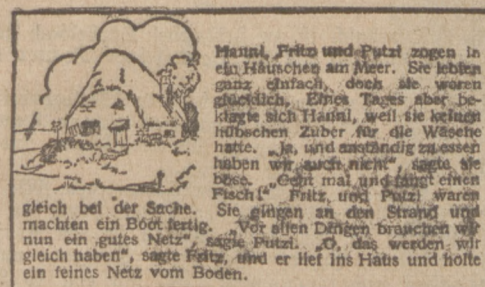 Hanni, Fritz und Putzi zogen in
ein Häuschen am Meer. Sie lebten
ganz einfach, doch sie waren
glücklich. Eines Tages aber be-
klagte sich Hanni, weil sie keinen
hübschen Zuber für die Wäsche
hatte. „Ja, und anständig zu essen
haben wir auch nicht“, sagte sie
böse. „Geht mal und fangt einen
Fisch!“ Fritz und Putzi waren
gleich bei der Sache. Sie gingen an den Strand und
machten ein Boot fertig. „Vor allen Dingen brauchen wir
nun ein gutes Netz“, sagte Putzi. „O, das werden wir
gleich haben“, sagte Fritz, und er lief ins Haus und holte
ein feines Netz vom Boden.